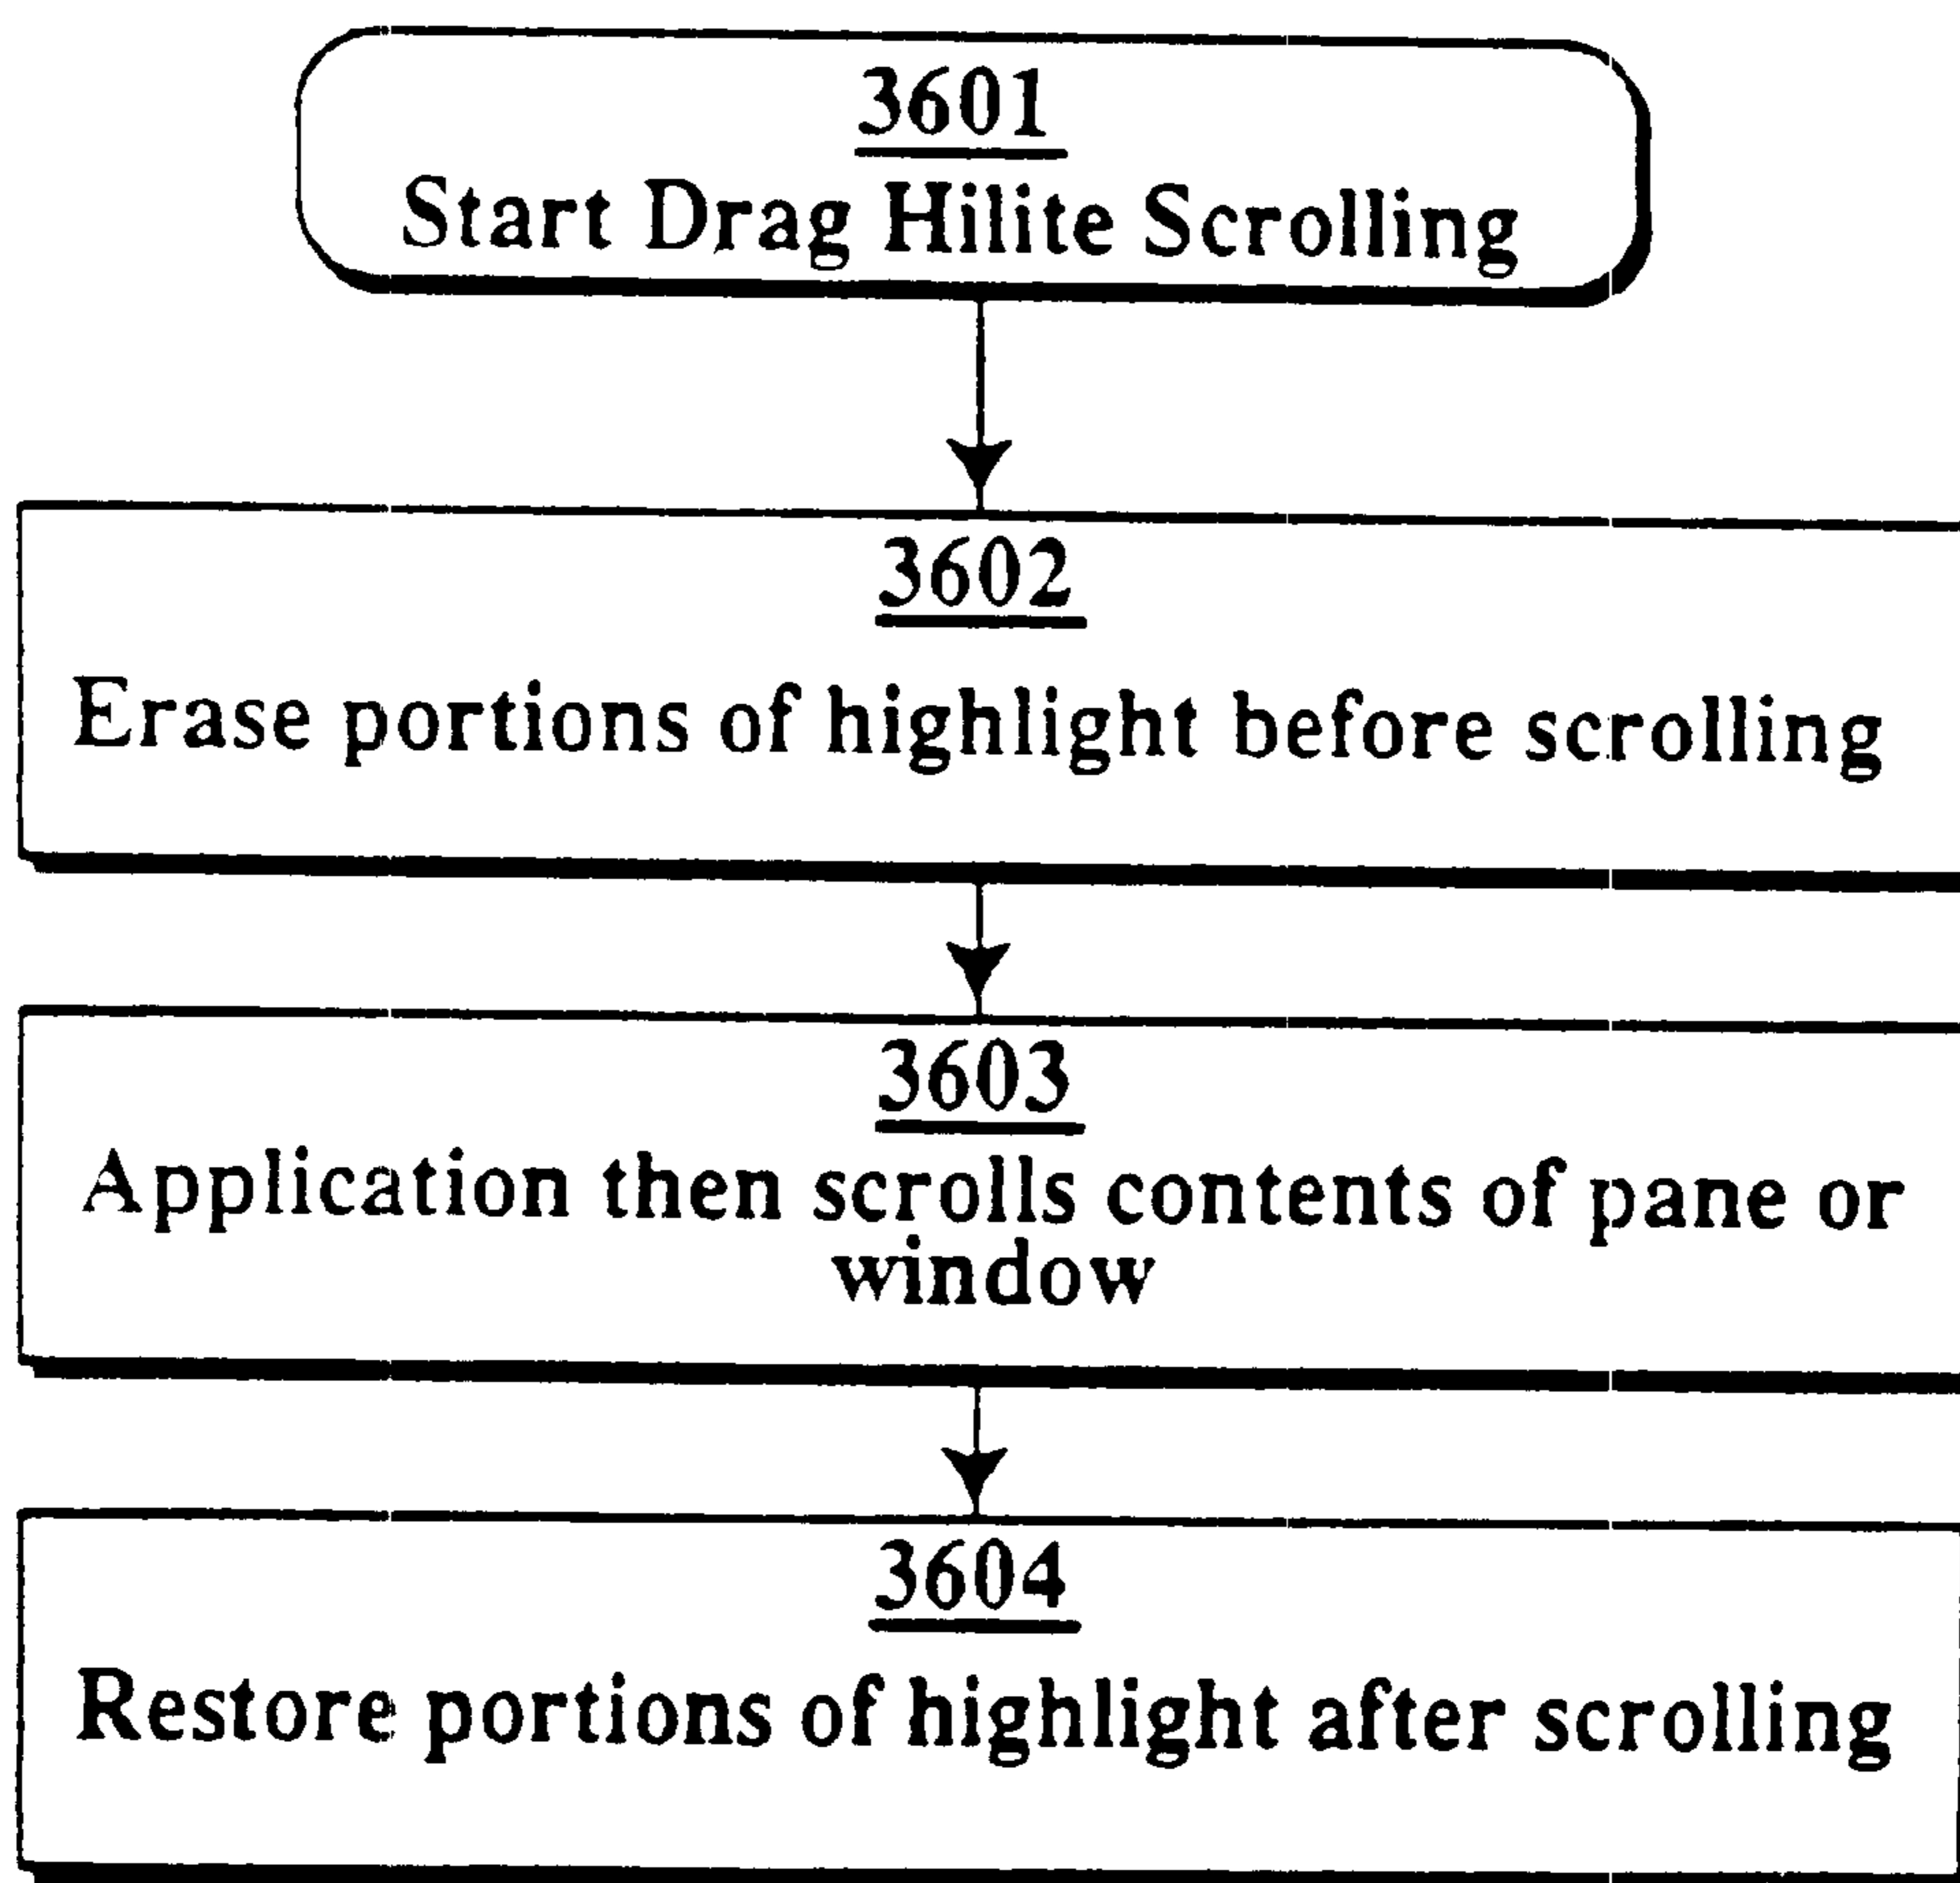 3601
Start Drag Hilite Scrolling
3602
Erase portions of highlight before scrolling
3603
Application then scrolls contents of pane or
window
3604
Restore portions of highlight after scrolling